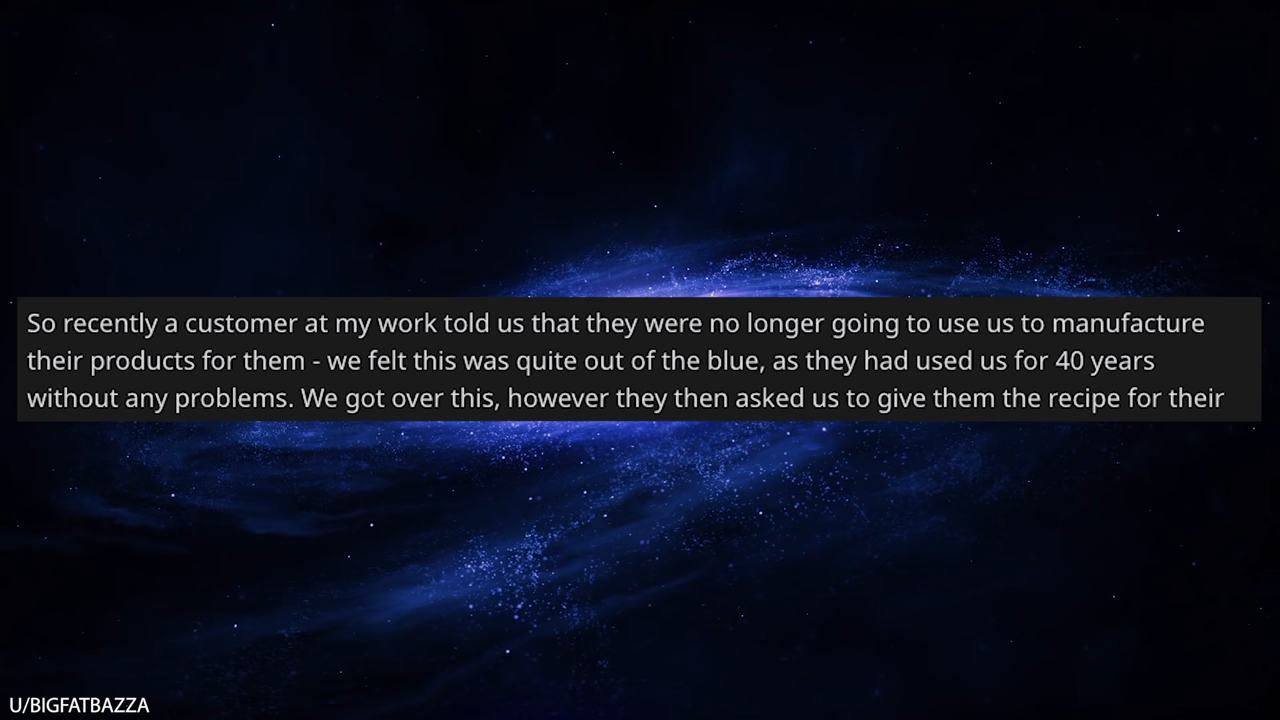 So recently a customer at my work told us that they were no longer going to use us to manufacture
their products for them - we felt this was quite out of the blue, as they had used us for 40 years
without any problems. We got over this, however they then asked us to give them the recipe for their
U/BIGFATBAZZA